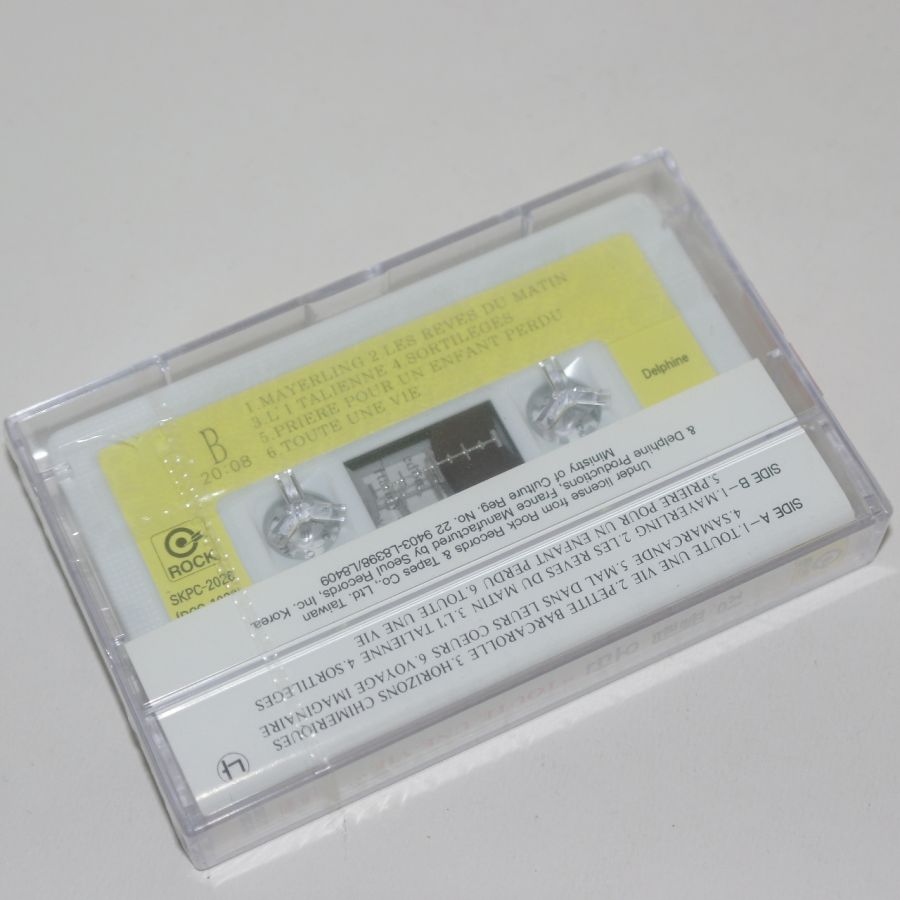 B
20:08
1.MAYERLING 2 LES REVES DU MATIN
3.L' I TALIENNE 4.SORTILEGES
5.PRIERE POUR UN ENFANT PERDU
6 TOUTE UNE VIE
Delphine
ROCK
SKPC-2026
SIDE A – 1.TOUTE UNE VIE 2.PETITE BARCAROLLE 3.HORIZONS CHIMERIQUES
4.SAMARCANDE 5.MAL DANS LEURS COEURS 6.VOYAGE IMAGINAIRE
SIDE B – 1.MAYERLING 2.LES REVES DU MATIN 3.L'I TALIENNE 4.SORTILEGES
5.PRIERE POUR UN ENFANT PERDU 6.TOUTE UNE VIE
Under license from Rock Records & Tapes Co., Ltd. Taiwan
& Delphine Productions, France Manufactured by Seoul Records, Inc. Korea.
Ministry of Culture Reg. No. 22 9403-L8398/L8409